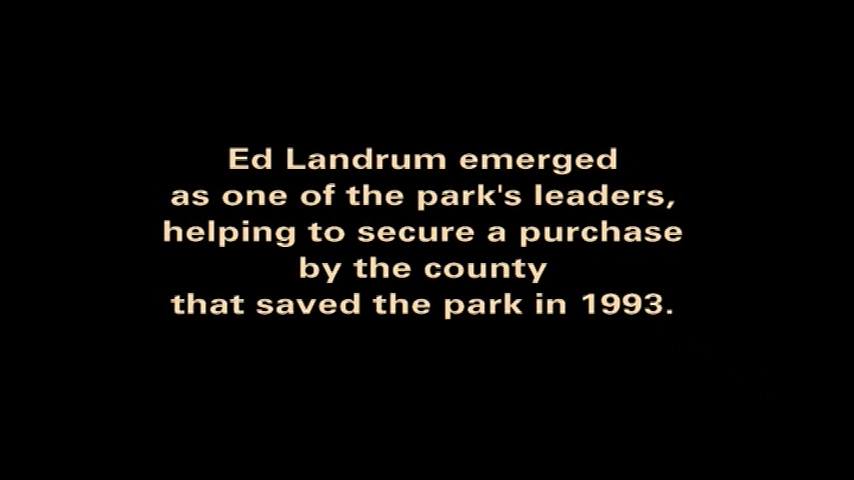 Ed Landrum emerged
as one of the park's leaders,
helping to secure a purchase
by the county
that saved the park in 1993.